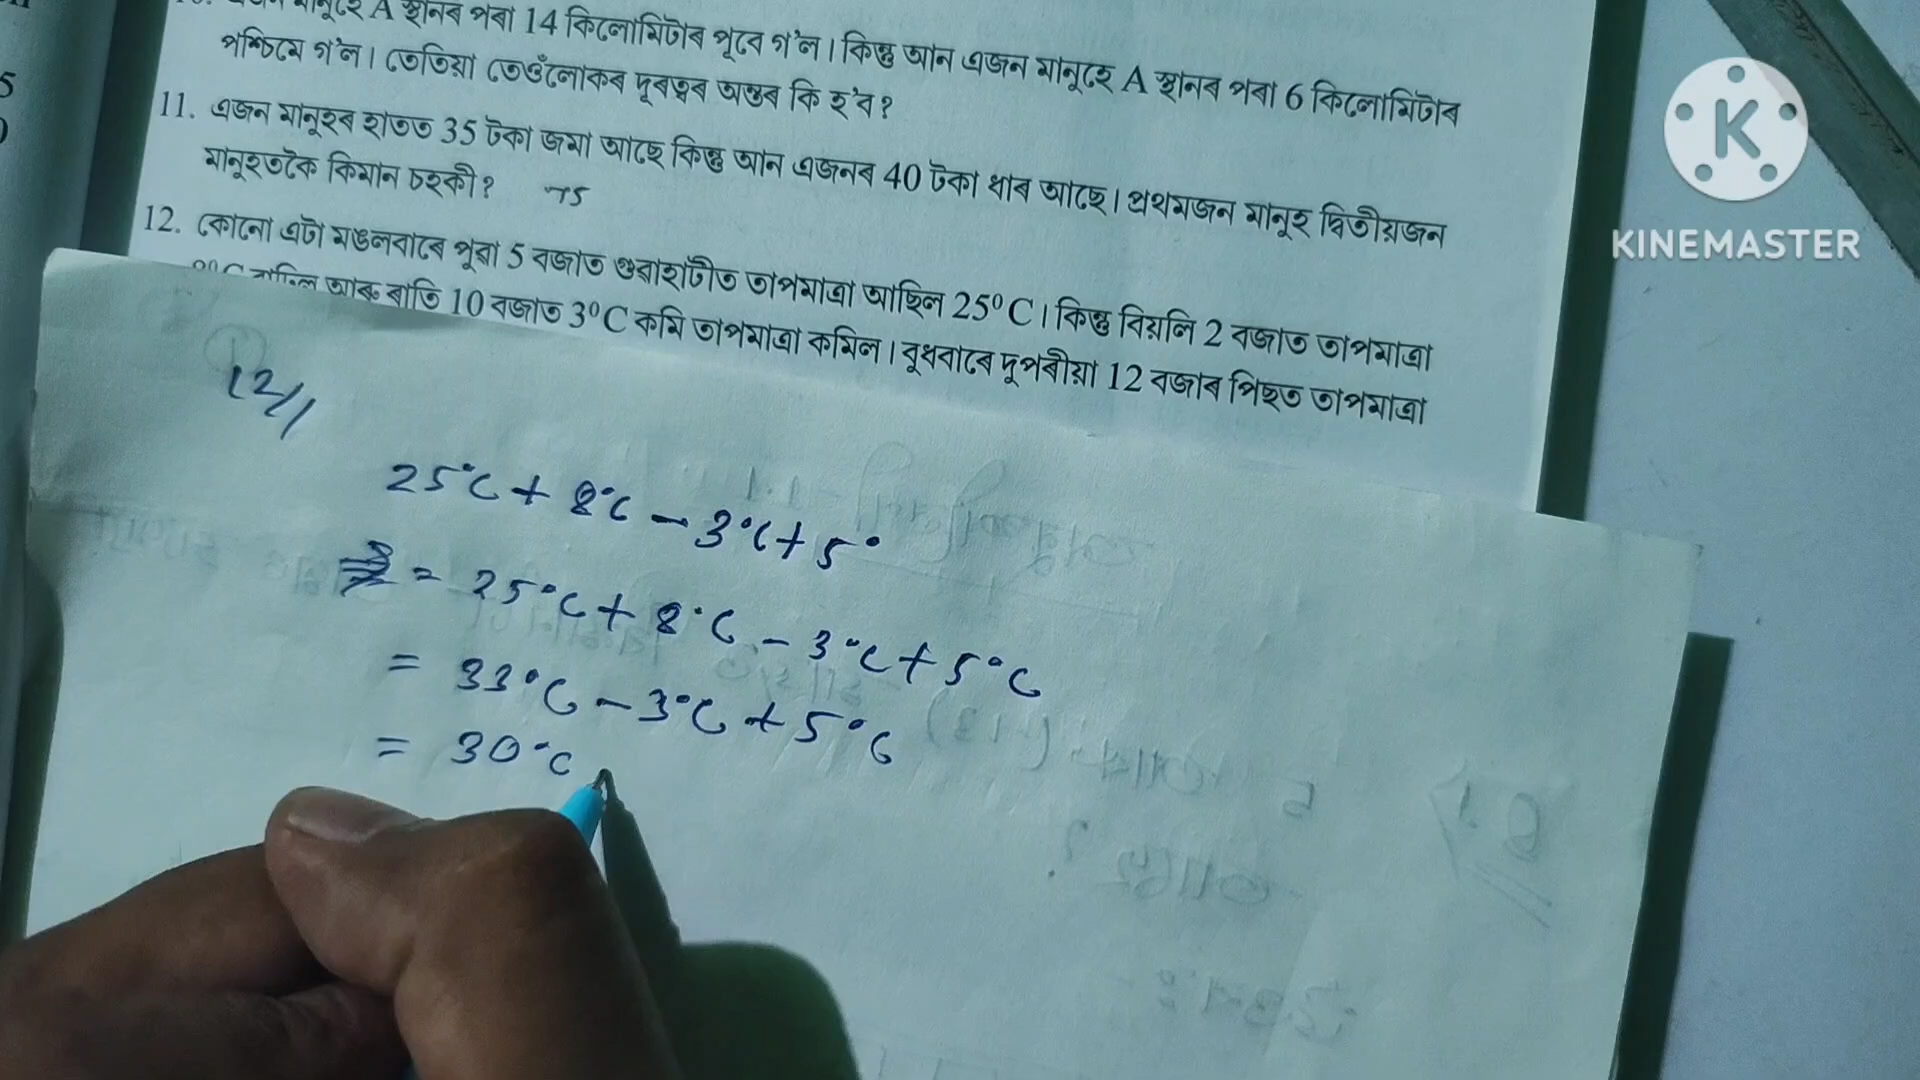 মানুহে A স্থানৰ পৰা 14 কিলোমিটাৰ পূবে গ'ল। কিন্তু আন এজন মানুহে A স্থানৰ পৰা 6 কিলোমিটাৰ
পশ্চিমে গ'ল। তেতিয়া তেওঁলোকৰ দূৰত্বৰ অন্তৰ কি হ'ব ?
11. এজন মানুহৰ হাতত 35 টকা জমা আছে কিন্তু আন এজনৰ 40 টকা ধাৰ আছে। প্ৰথমজন মানুহ দ্বিতীয়জন
মানুহতকৈ কিমান চহকী ? 75
12. কোনো এটা মঙলবাৰে পুৱা 5 বজাত গুৱাহাটীত তাপমাত্ৰা আছিল 25⁰ C। কিন্তু বিয়লি 2 বজাত তাপমাত্ৰা
8⁰C বাঢ়িল আৰু ৰাতি 10 বজাত 3⁰C কমি তাপমাত্ৰা কমিল। বুধবাৰে দুপৰীয়া 12 বজাৰ পিছত তাপমাত্ৰা
K
KINEMASTER
12//
25°C + 8°C - 3°C + 5°
= 25°C + 8°C - 3°C + 5°C
= 33°C - 3°C + 5°C
= 30°C